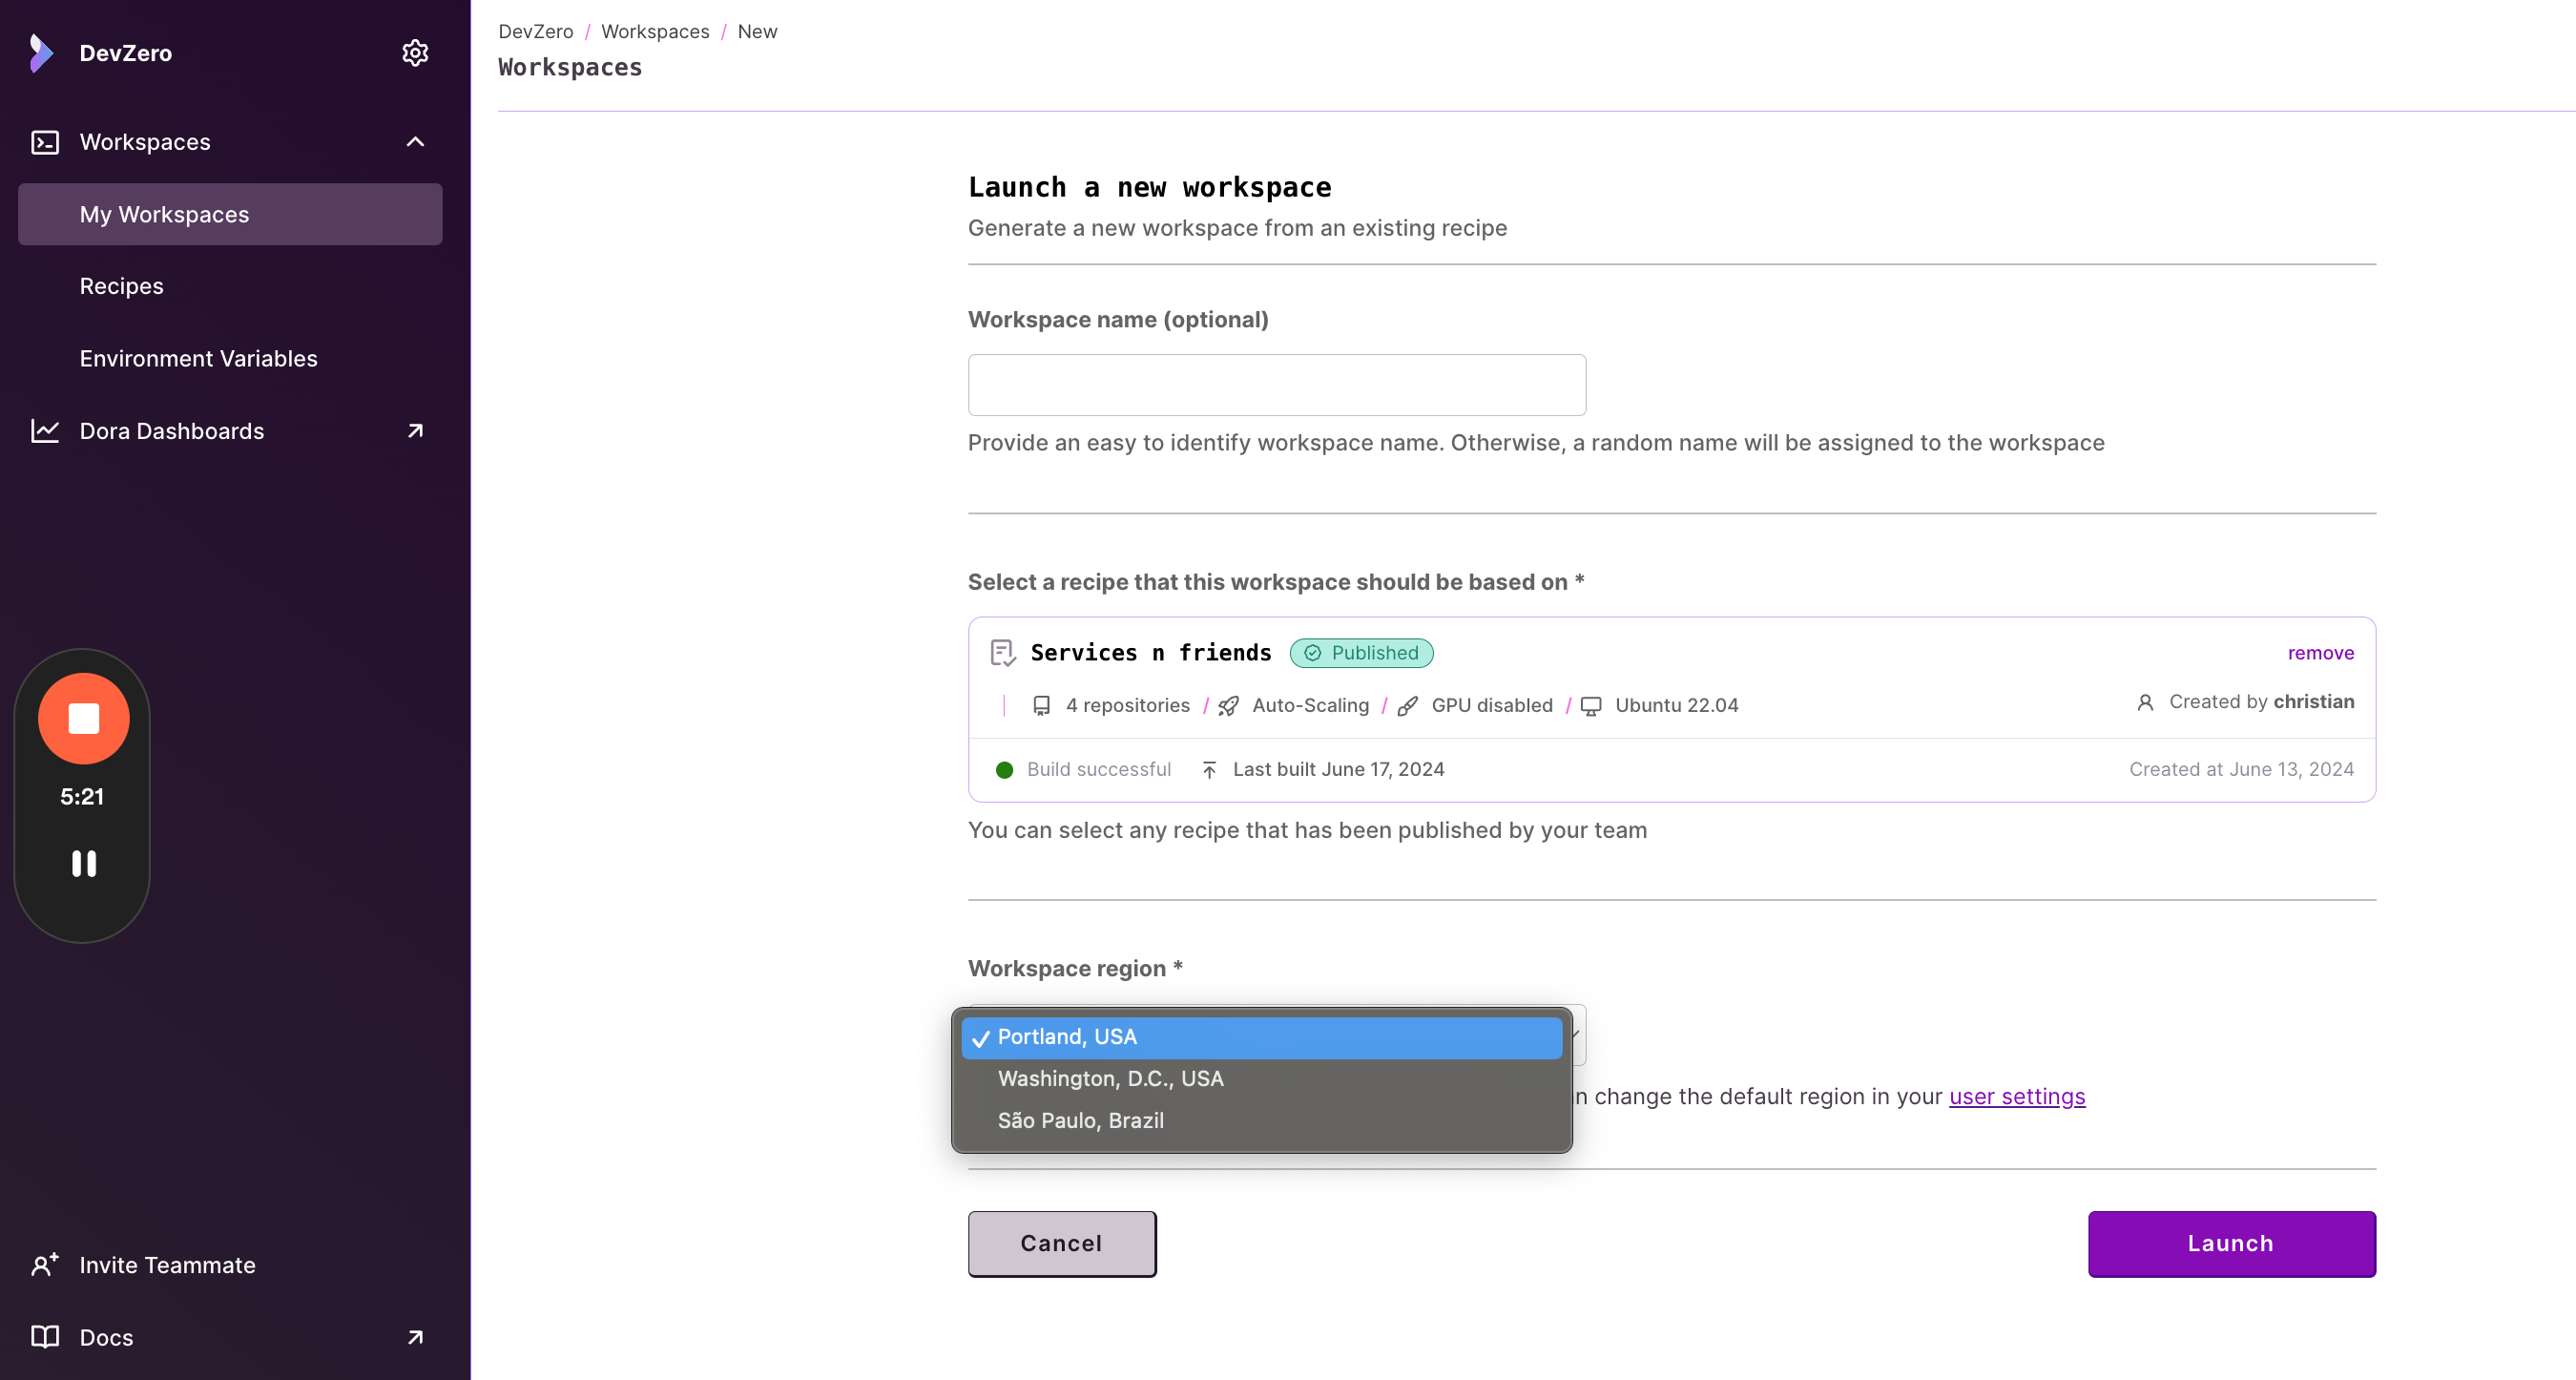 DevZero
Workspaces
My Workspaces
Recipes
Environment Variables
Dora Dashboards
5:21
Invite Teammate
Docs
DevZero / Workspaces / New
Workspaces
Launch a new workspace
Generate a new workspace from an existing recipe
Workspace name (optional)
Provide an easy to identify workspace name. Otherwise, a random name will be assigned to the workspace
Select a recipe that this workspace should be based on *
Services n friends Published remove
4 repositories / Auto-Scaling / GPU disabled / Ubuntu 22.04 Created by christian
Build successful Last built June 17, 2024 Created at June 13, 2024
You can select any recipe that has been published by your team
Workspace region *
Portland, USA
Washington, D.C., USA
São Paulo, Brazil
change the default region in your user settings
Cancel Launch